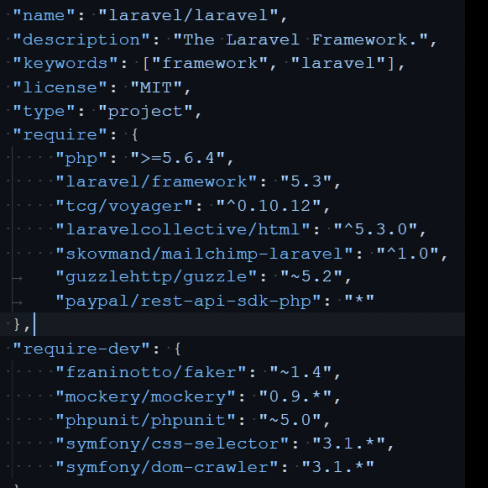 "name": "laravel/laravel",
"description": "The Laravel Framework.",
"keywords": ["framework", "laravel"],
"license": "MIT",
"type": "project",
"require": {
"php": ">=5.6.4",
"laravel/framework": "5.3",
"tcg/voyager": "^0.10.12",
"laravelcollective/html": "^5.3.0",
"skovmand/mailchimp-laravel": "^1.0",
"guzzlehttp/guzzle": "~5.2",
"paypal/rest-api-sdk-php": "*"
},
"require-dev": {
"fzaninotto/faker": "~1.4",
"mockery/mockery": "0.9.*",
"phpunit/phpunit": "~5.0",
"symfony/css-selector": "3.1.*",
"symfony/dom-crawler": "3.1.*"